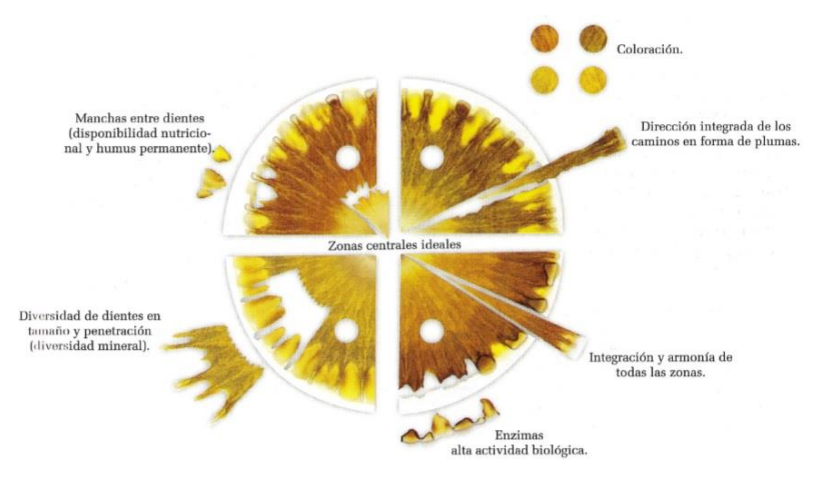 Coloración.
Manchas entre dientes
(disponibilidad nutricio-
nal y humus permanente).
Dirección integrada de los
caminos en forma de plumas.
Zonas centrales ideales
Diversidad de dientes en
tamaño y penetración
(diversidad mineral).
Integración y armonía de
todas las zonas.
Enzimas
alta actividad biológica.